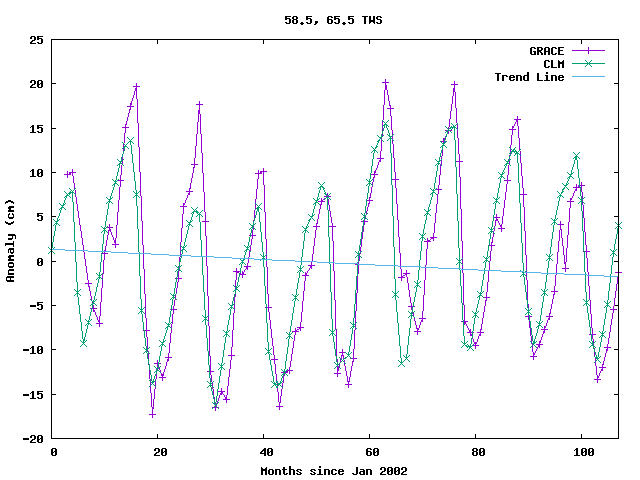 58.5, 65.5 TWS
GRACE
CLM
Trend Line
25
20
15
10
5
0
-5
-10
-15
-20
Anomaly (cm)
0 20 40 60 80 100
Months since Jan 2002